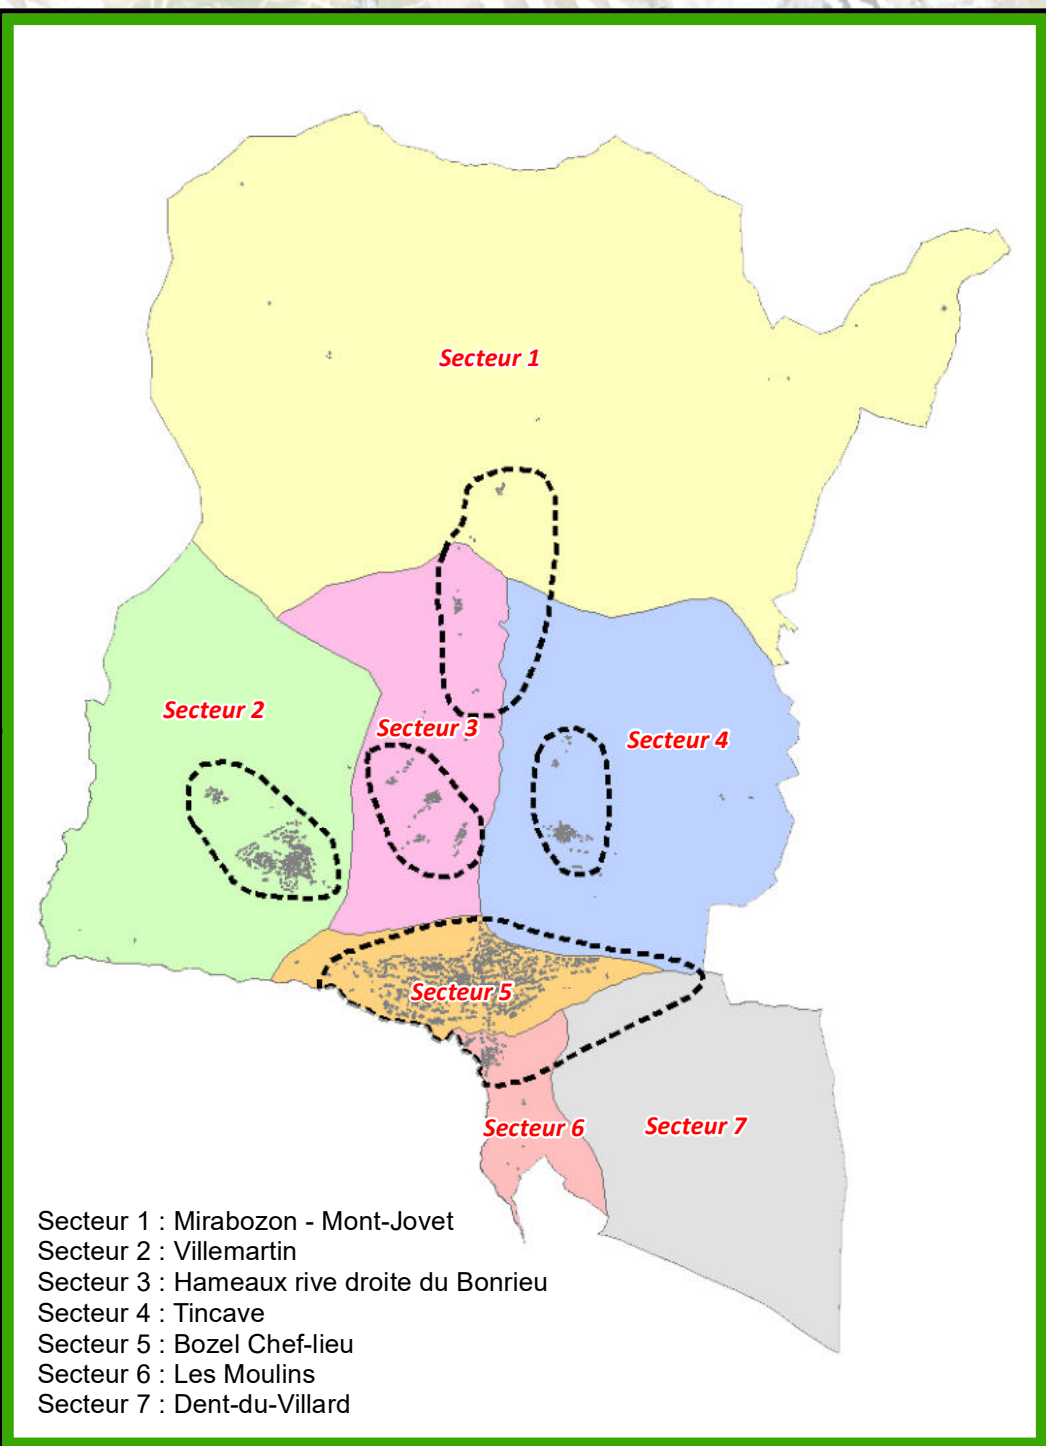 Secteur 1
Secteur 2
Secteur 3
Secteur 4
Secteur 5
Secteur 6
Secteur 7
Secteur 1 : Mirabozon - Mont-Jovet
Secteur 2 : Villemartin
Secteur 3 : Hameaux rive droite du Bonrieu
Secteur 4 : Tincave
Secteur 5 : Bozel Chef-lieu
Secteur 6 : Les Moulins
Secteur 7 : Dent-du-Villard